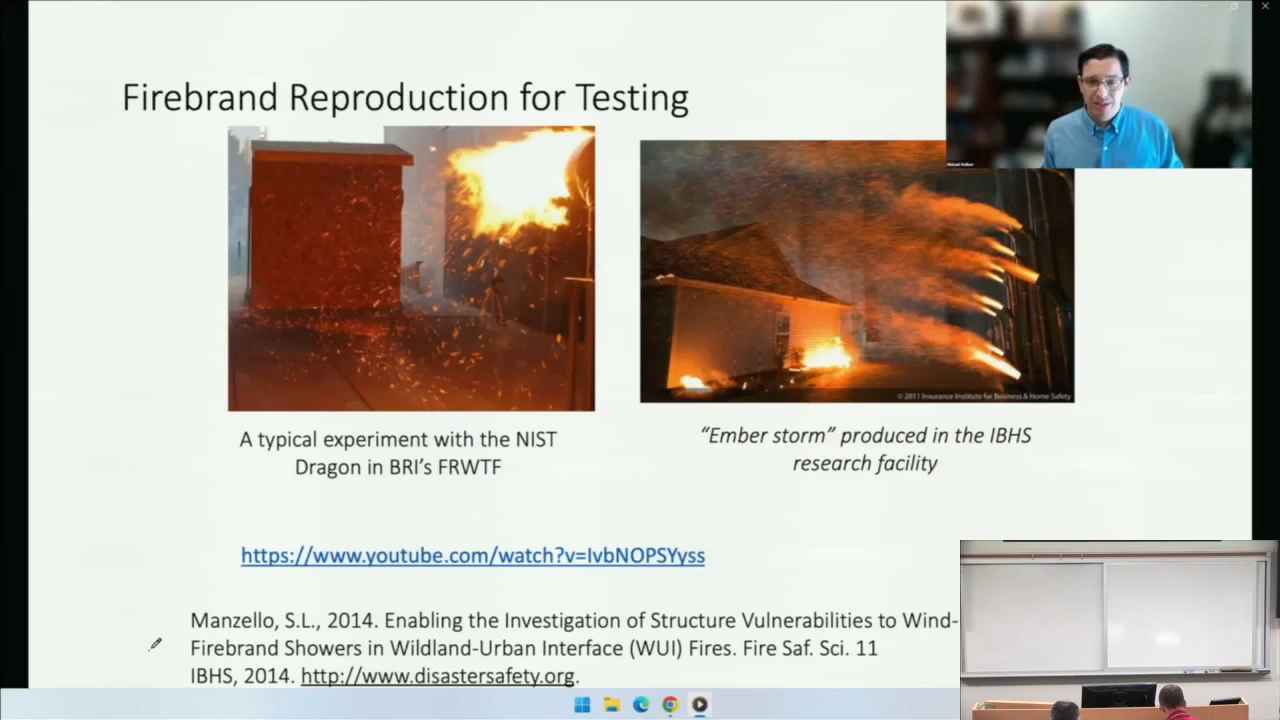 Firebrand Reproduction for Testing
© 2011 Insurance Institute for Business & Home Safety
A typical experiment with the NIST
Dragon in BRI's FRWTF
“Ember storm” produced in the IBHS
research facility
https://www.youtube.com/watch?v=IvbNOPSYyss
Manzello, S.L., 2014. Enabling the Investigation of Structure Vulnerabilities to Wind-
Firebrand Showers in Wildland-Urban Interface (WUI) Fires. Fire Saf. Sci. 11
IBHS, 2014. http://www.disastersafety.org.